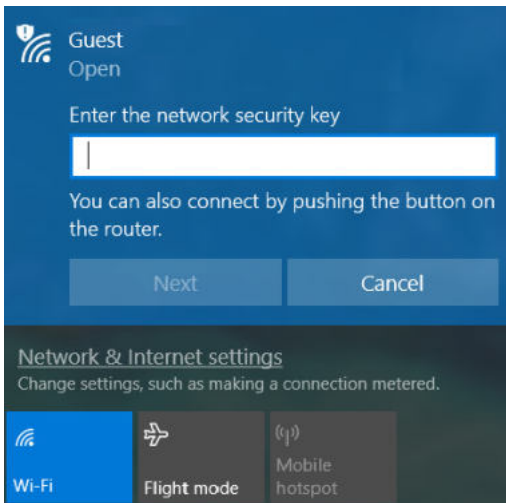 Guest
Open
Enter the network security key
You can also connect by pushing the button on
the router.
Next
Cancel
Network & Internet settings
Change settings, such as making a connection metered.
Wi-Fi
Flight mode
Mobile
hotspot